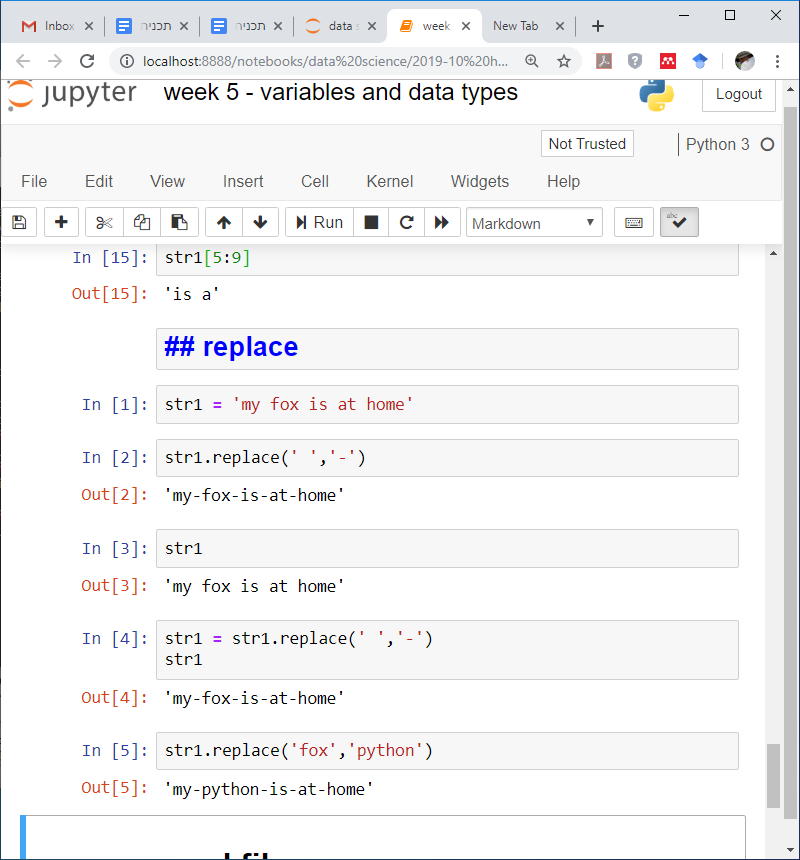 Inbox
תכניה
תכניה
data s
week
New Tab
localhost:8888/notebooks/data%20science/2019-10%20h...
jupyter week 5 - variables and data types
Logout
Not Trusted
Python 3
File Edit View Insert Cell Kernel Widgets Help
Run
Markdown
abc
In [15]: str1[5:9]
Out[15]: 'is a'
## replace
In [1]: str1 = 'my fox is at home'
In [2]: str1.replace(' ','-')
Out[2]: 'my-fox-is-at-home'
In [3]: str1
Out[3]: 'my fox is at home'
In [4]: str1 = str1.replace(' ','-')
str1
Out[4]: 'my-fox-is-at-home'
In [5]: str1.replace('fox','python')
Out[5]: 'my-python-is-at-home'